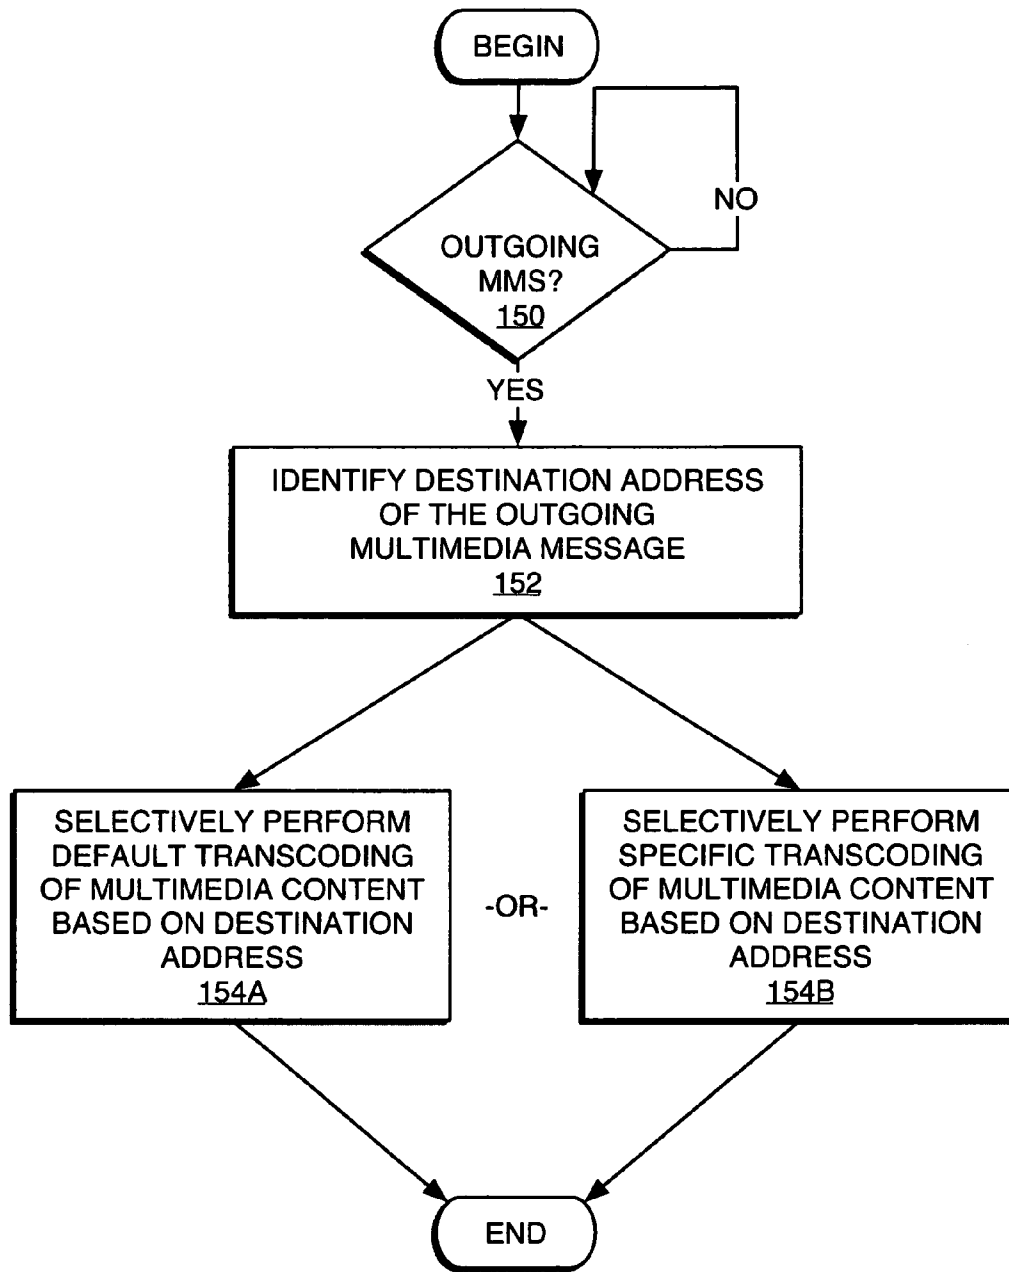 BEGIN
NO
OUTGOING
MMS?
150
YES
IDENTIFY DESTINATION ADDRESS
OF THE OUTGOING
MULTIMEDIA MESSAGE
152
SELECTIVELY PERFORM
DEFAULT TRANSCODING
OF MULTIMEDIA CONTENT
BASED ON DESTINATION
ADDRESS
154A
-OR-
SELECTIVELY PERFORM
SPECIFIC TRANSCODING
OF MULTIMEDIA CONTENT
BASED ON DESTINATION
ADDRESS
154B
END